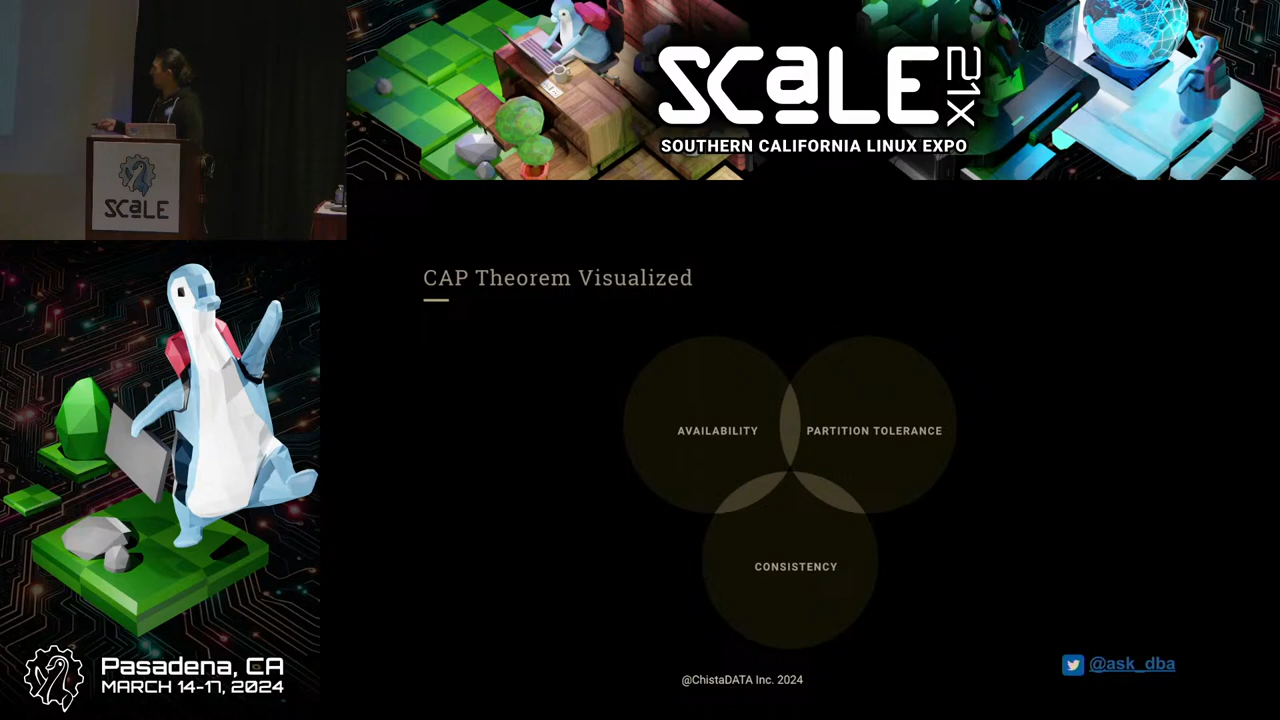 SCALE
SCALE 21X
SOUTHERN CALIFORNIA LINUX EXPO
CAP Theorem Visualized
AVAILABILITY
PARTITION TOLERANCE
CONSISTENCY
@ask_dba
@ChistaDATA Inc. 2024
Pasadena, CA
MARCH 14-17, 2024